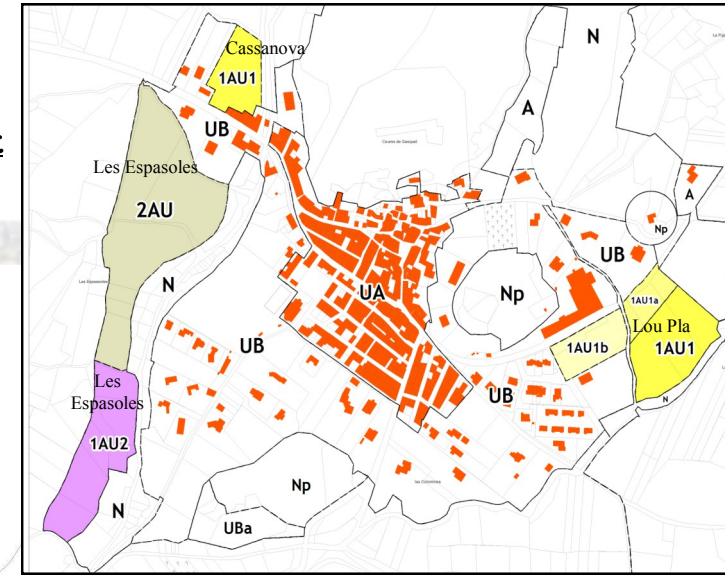 Cassanova
1AU1
N
A
UB
Les Espasoles
2AU
N
UA
Np
UB
A
Np
1AU1a
Lou Pla
1AU1
1AU1b
UB
UB
N
Les
Espasoles
1AU2
N
Np
UBa